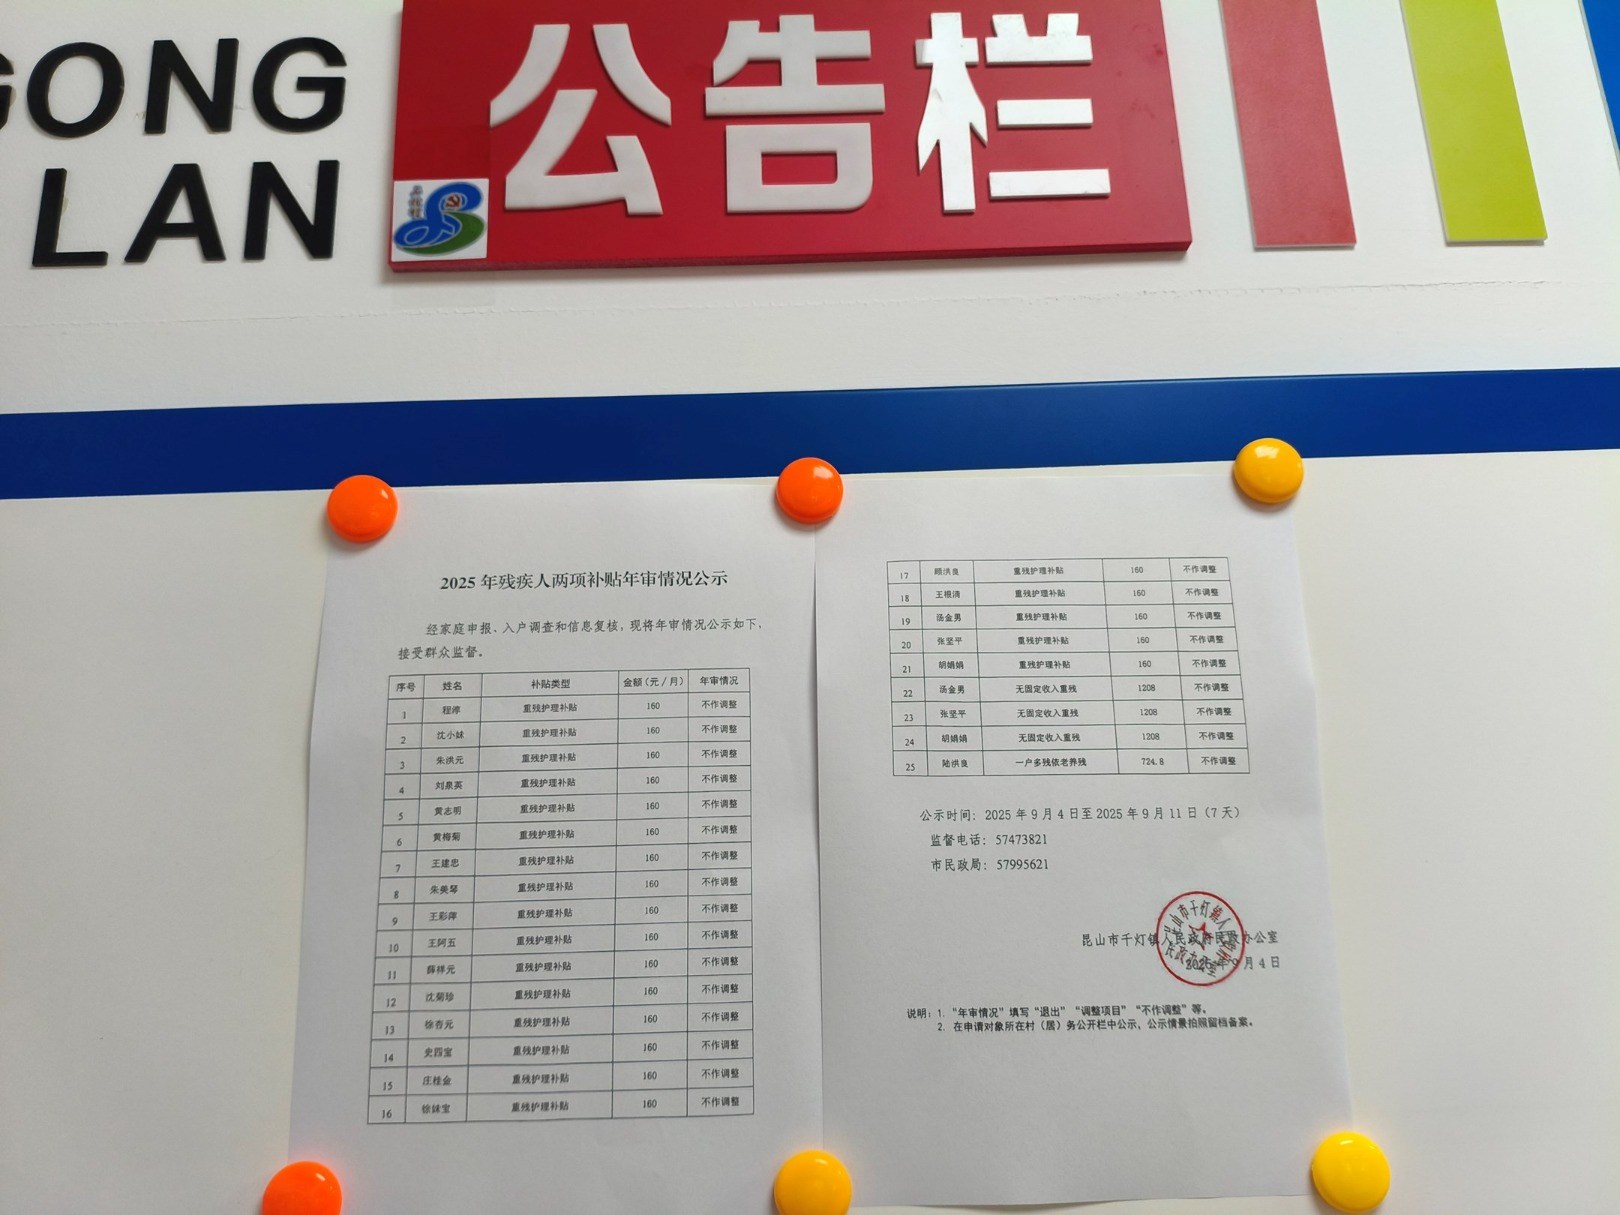 GONG
LAN
公告栏
2025 年残疾人两项补贴年审情况公示
经家庭申报、入户调查和信息复核，现将年审情况公示如下，
接受群众监督。
序号 姓名 补贴类型 金额（元／月） 年审情况
1 程萍 重残护理补贴 160 不作调整
2 沈小妹 重残护理补贴 160 不作调整
3 朱洪元 重残护理补贴 160 不作调整
4 刘泉英 重残护理补贴 160 不作调整
5 黄志明 重残护理补贴 160 不作调整
6 黄梅菊 重残护理补贴 160 不作调整
7 王建忠 重残护理补贴 160 不作调整
8 朱美琴 重残护理补贴 160 不作调整
9 王彩萍 重残护理补贴 160 不作调整
10 王阿五 重残护理补贴 160 不作调整
11 薛祥元 重残护理补贴 160 不作调整
12 沈菊珍 重残护理补贴 160 不作调整
13 徐杏元 重残护理补贴 160 不作调整
14 史四宝 重残护理补贴 160 不作调整
15 庄桂金 重残护理补贴 160 不作调整
16 徐妹宝 重残护理补贴 160 不作调整
17 顾洪良 重残护理补贴 160 不作调整
18 王根清 重残护理补贴 160 不作调整
19 汤金男 重残护理补贴 160 不作调整
20 张坚平 重残护理补贴 160 不作调整
21 胡娟娟 重残护理补贴 160 不作调整
22 汤金男 无固定收入重残 1208 不作调整
23 张坚平 无固定收入重残 1208 不作调整
24 胡娟娟 无固定收入重残 1208 不作调整
25 陆洪良 一户多残依老养残 724.8 不作调整
公示时间：2025 年 9 月 4 日至 2025 年 9 月 11 日（7 天）
监督电话：57473821
市民政局：57995621
昆山市千灯镇人民政府民政办公室
2025 年 9 月 4 日
说明：1. “年审情况”填写“退出”“调整项目”“不作调整”等。
2. 在申请对象所在村（居）务公开栏中公示，公示情景拍照留档备案。